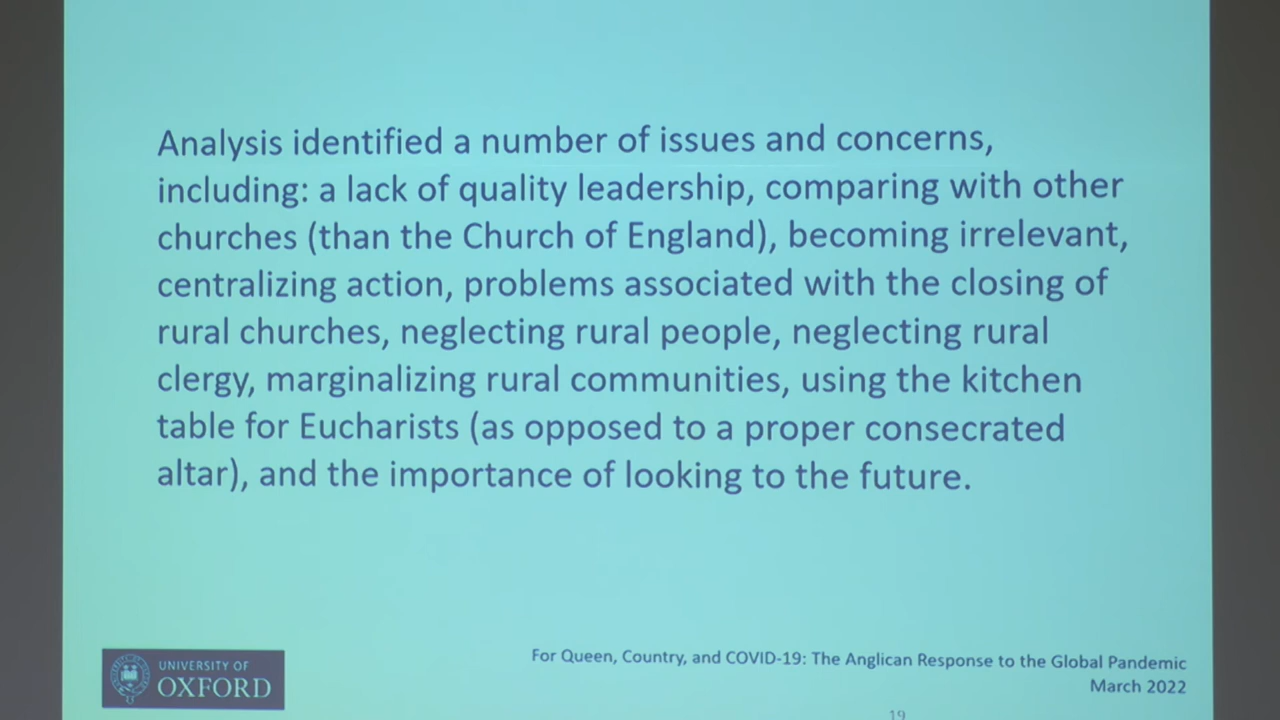 Analysis identified a number of issues and concerns,
including: a lack of quality leadership, comparing with other
churches (than the Church of England), becoming irrelevant,
centralizing action, problems associated with the closing of
rural churches, neglecting rural people, neglecting rural
clergy, marginalizing rural communities, using the kitchen
table for Eucharists (as opposed to a proper consecrated
altar), and the importance of looking to the future.
UNIVERSITY OF
OXFORD
For Queen, Country, and COVID-19: The Anglican Response to the Global Pandemic
March 2022
19